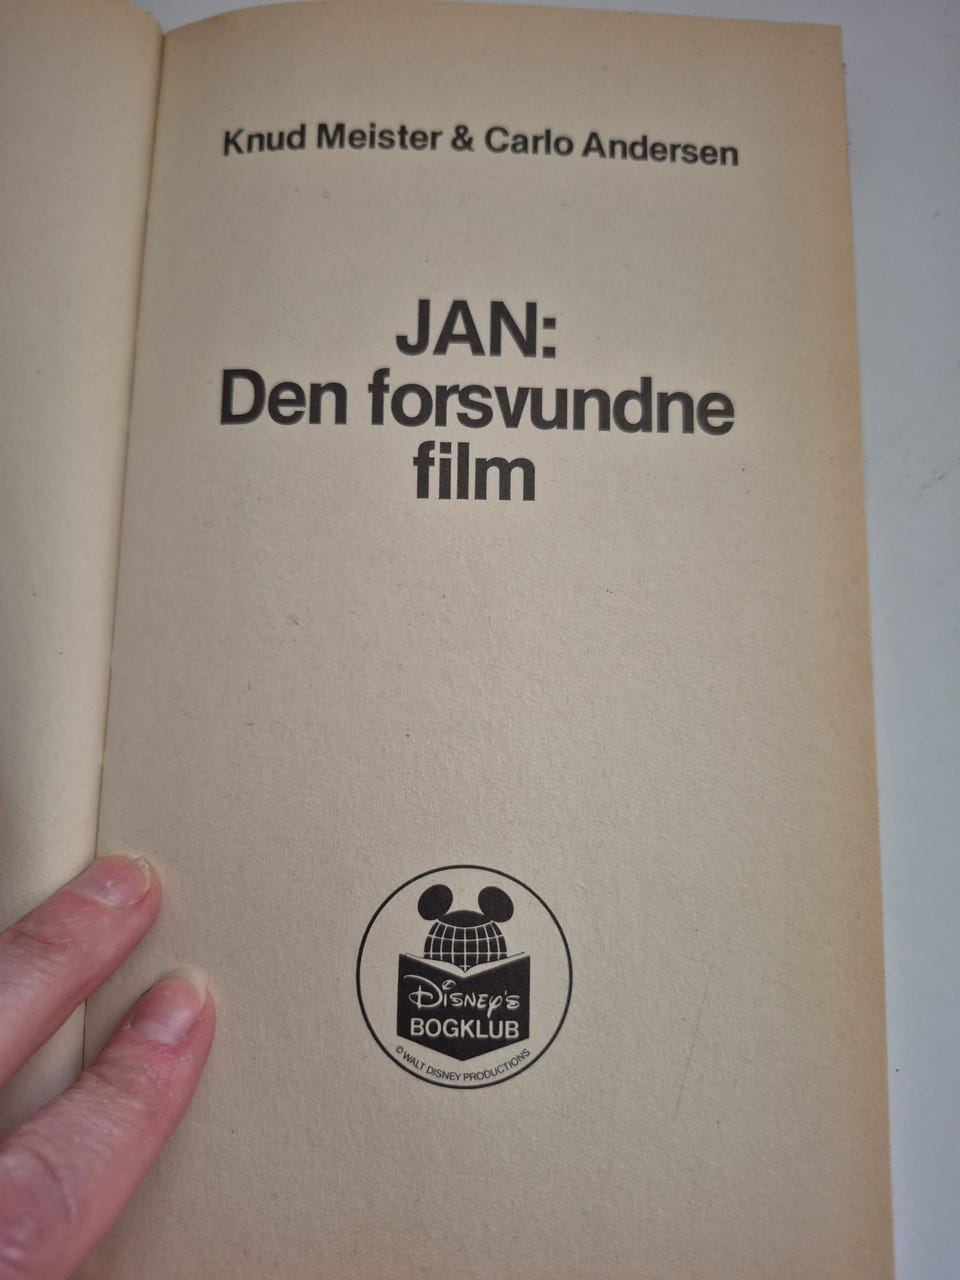 Knud Meister & Carlo Andersen
JAN:
Den forsvundne
film
Disney's
BOGKLUB
© WALT DISNEY PRODUCTIONS